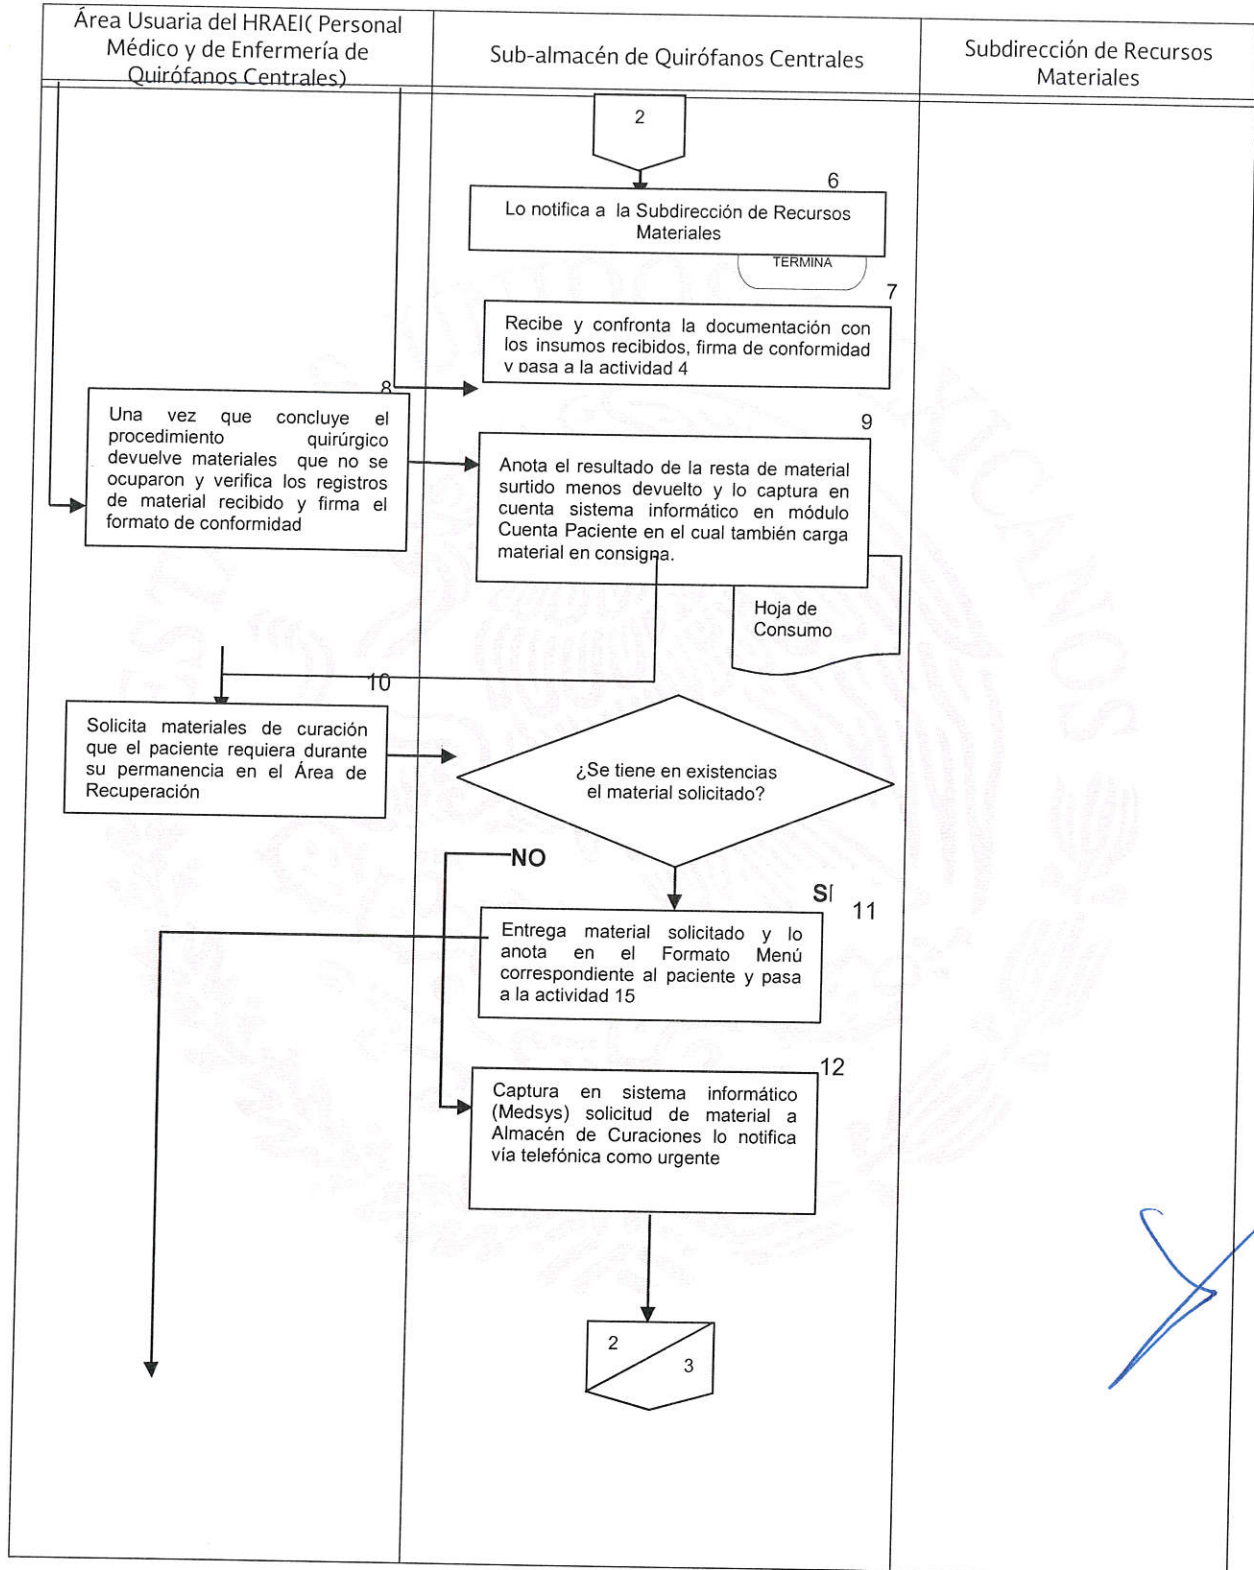 Área Usuaria del HRAEI( Personal
Médico y de Enfermería de
Quirófanos Centrales)
Sub-almacén de Quirófanos Centrales
Subdirección de Recursos
Materiales
2
6
Lo notifica a la Subdirección de Recursos
Materiales
TERMINA
7
Recibe y confronta la documentación con
los insumos recibidos, firma de conformidad
y pasa a la actividad 4
8
Una vez que concluye el
procedimiento quirúrgico
devuelve materiales que no se
ocuparon y verifica los registros
de material recibido y firma el
formato de conformidad
9
Anota el resultado de la resta de material
surtido menos devuelto y lo captura en
cuenta sistema informático en módulo
Cuenta Paciente en el cual también carga
material en consigna.
Hoja de
Consumo
10
Solicita materiales de curación
que el paciente requiera durante
su permanencia en el Área de
Recuperación
¿Se tiene en existencias
el material solicitado?
NO
SÍ
11
Entrega material solicitado y lo
anota en el Formato Menú
correspondiente al paciente y pasa
a la actividad 15
12
Captura en sistema informático
(Medsys) solicitud de material a
Almacén de Curaciones lo notifica
vía telefónica como urgente
2
3